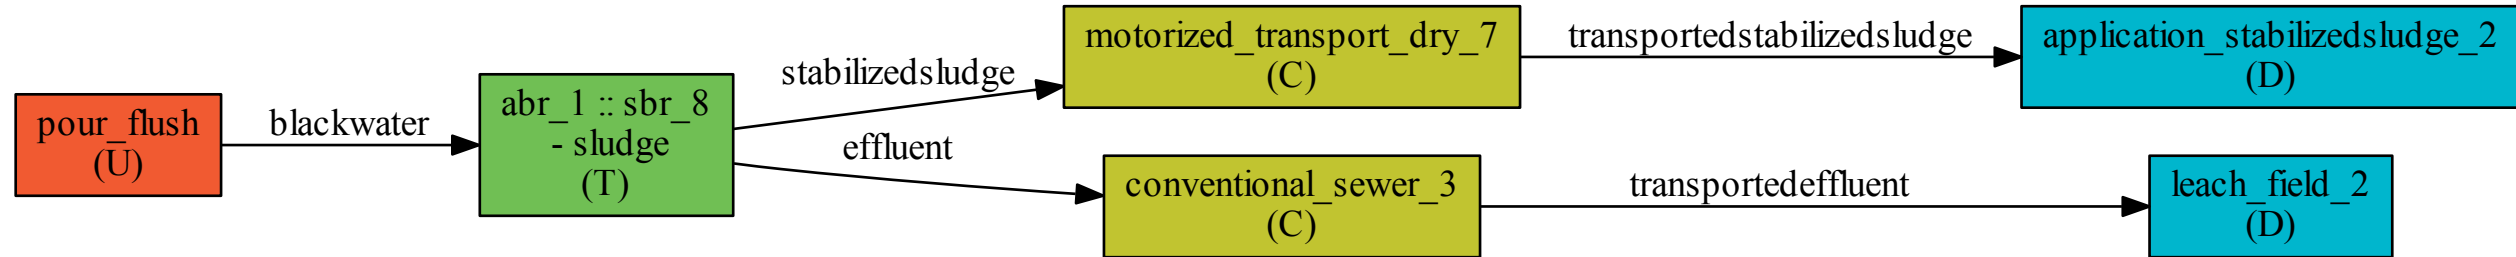 pour_flush
(U)
blackwater
abr_1 :: sbr_8
- sludge
(T)
stabilizedsludge
effluent
motorized_transport_dry_7
(C)
transportedstabilizedsludge
application_stabilizedsludge_2
(D)
conventional_sewer_3
(C)
transportedeffluent
leach_field_2
(D)